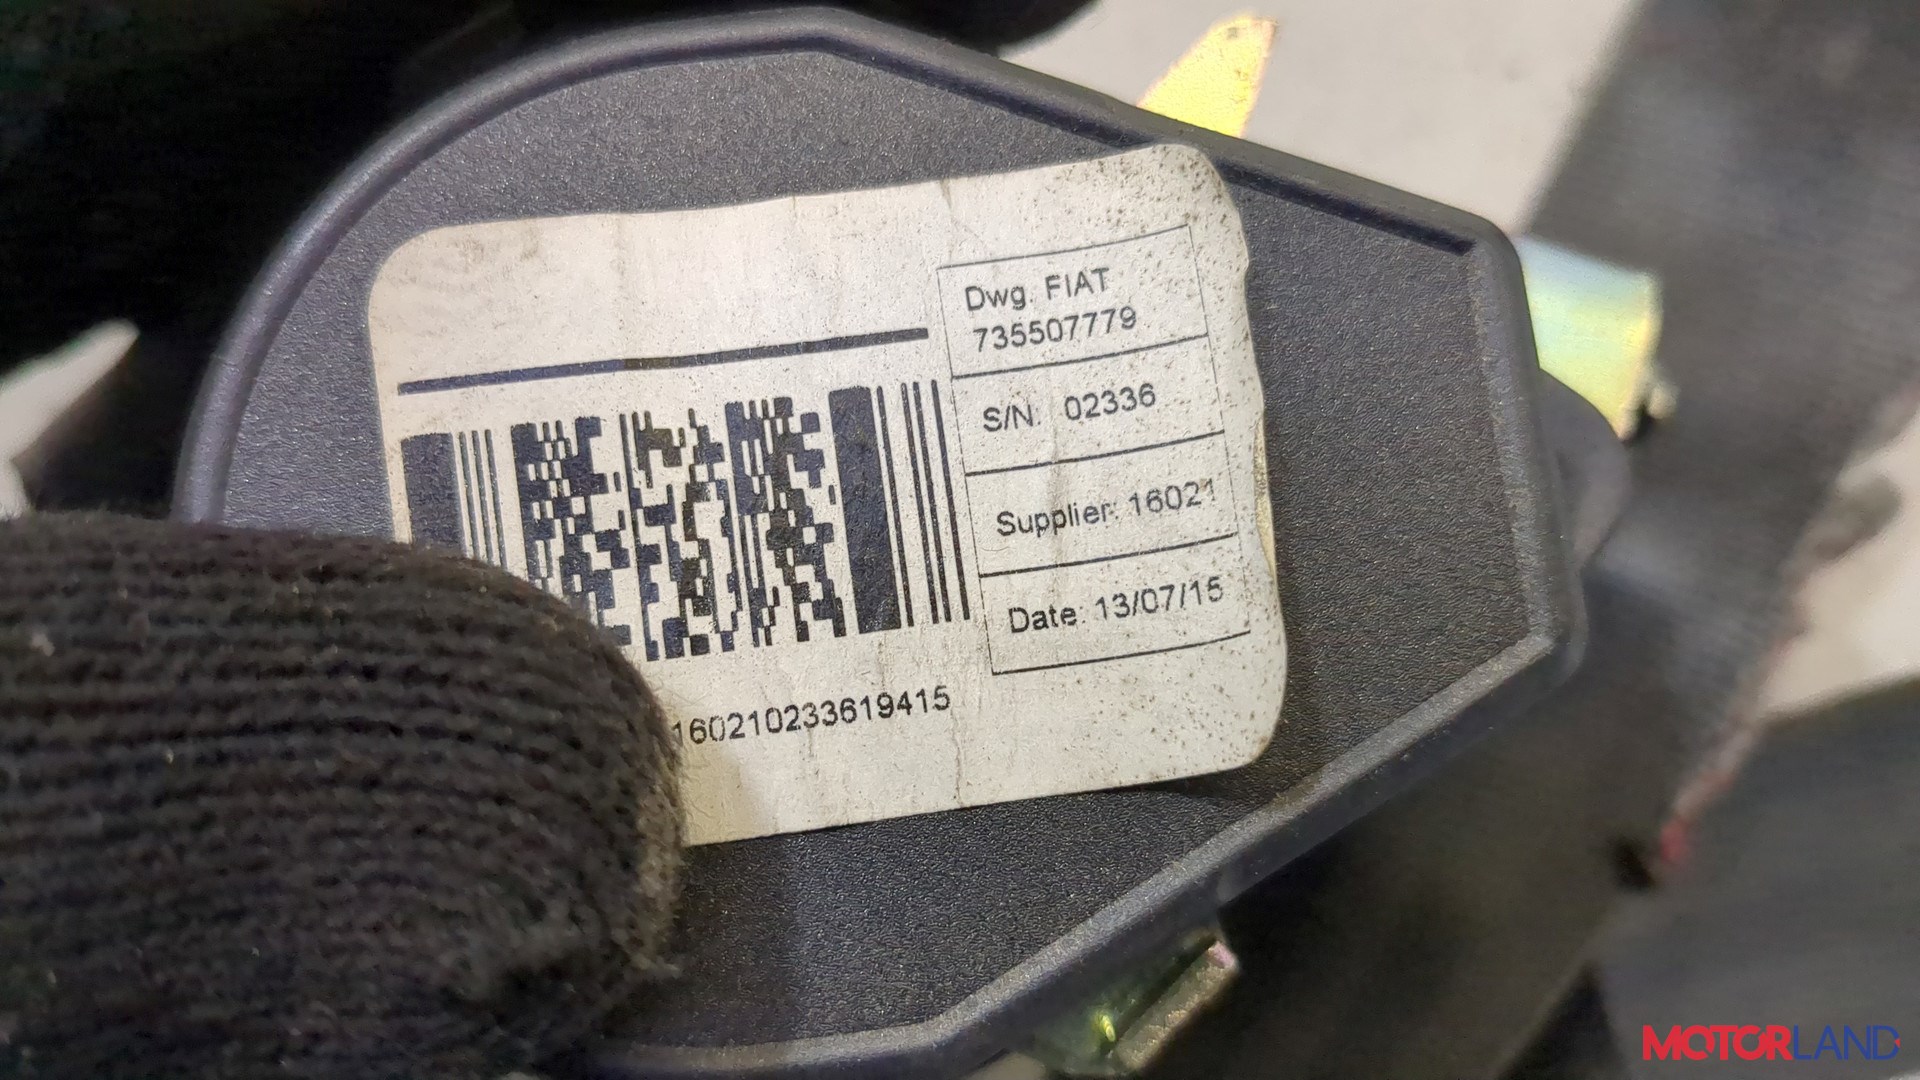 Dwg. FIAT
735507779
S/N: 02336
Supplier: 16021
Date: 13/07/15
160210233619415
MOTORLAND